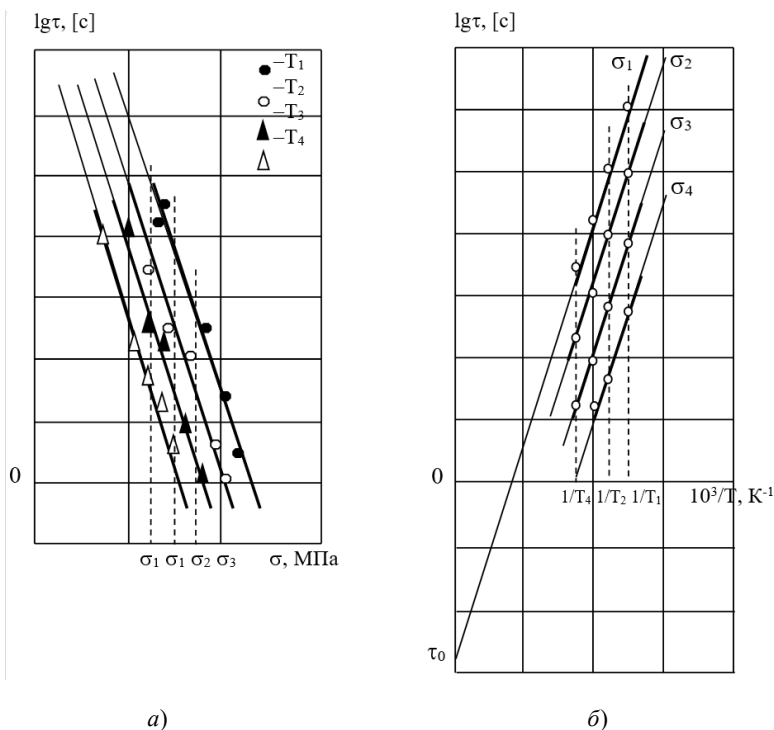 lgτ, [с]
–T₁
–T₂
–T₃
–T₄
0
σ₁ σ₁ σ₂ σ₃ σ, МПа
а)
lgτ, [с]
σ₁
σ₂
σ₃
σ₄
0
1/T₄ 1/T₂ 1/T₁ 10³/T, К⁻¹
τ₀
б)